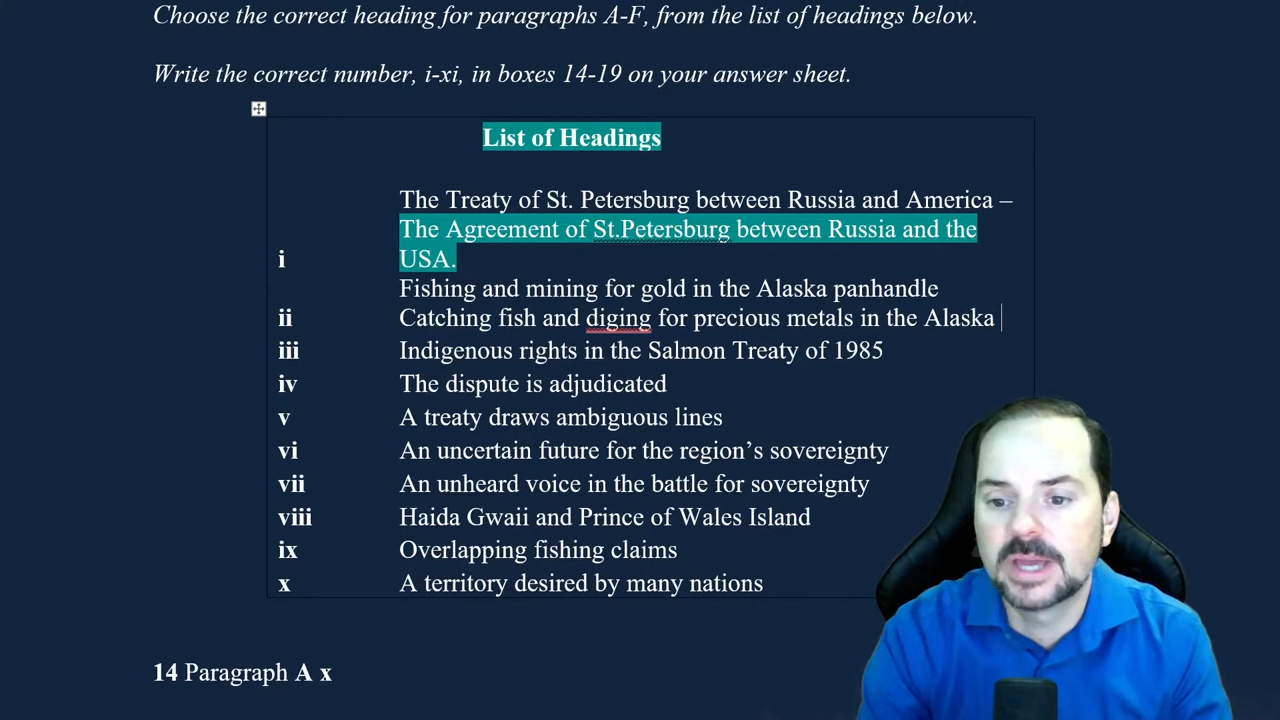 Choose the correct heading for paragraphs A-F, from the list of headings below.
Write the correct number, i-xi, in boxes 14-19 on your answer sheet.
List of Headings
The Treaty of St. Petersburg between Russia and America –
The Agreement of St.Petersburg between Russia and the
i USA.
Fishing and mining for gold in the Alaska panhandle
ii Catching fish and diging for precious metals in the Alaska
iii Indigenous rights in the Salmon Treaty of 1985
iv The dispute is adjudicated
v A treaty draws ambiguous lines
vi An uncertain future for the region’s sovereignty
vii An unheard voice in the battle for sovereignty
viii Haida Gwaii and Prince of Wales Island
ix Overlapping fishing claims
x A territory desired by many nations
14 Paragraph A x